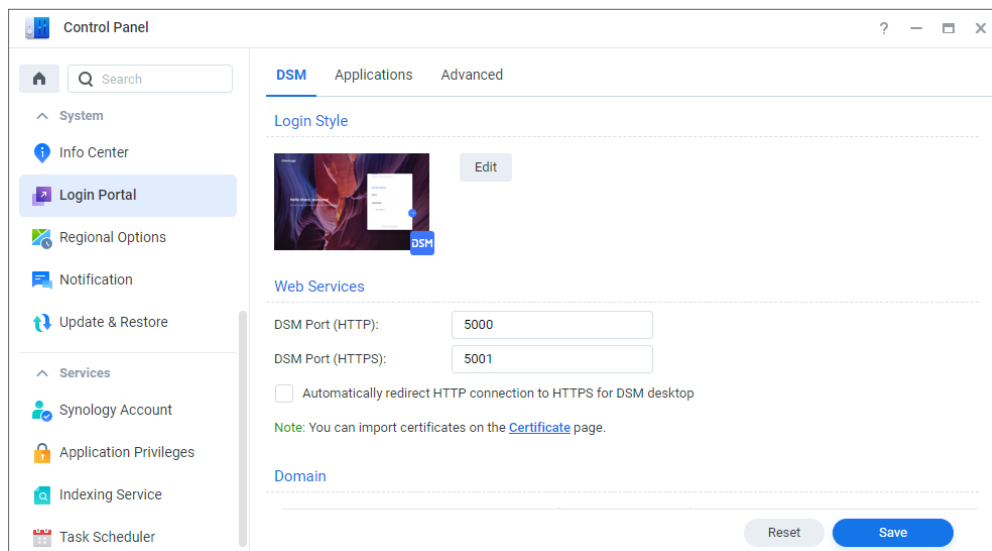 Control Panel
?
Search
System
Info Center
Login Portal
Regional Options
Notification
Update & Restore
Services
Synology Account
Application Privileges
Indexing Service
Task Scheduler
DSM Applications Advanced
Login Style
Edit
DSM
Web Services
DSM Port (HTTP): 5000
DSM Port (HTTPS): 5001
Automatically redirect HTTP connection to HTTPS for DSM desktop
Note: You can import certificates on the Certificate page.
Domain
Reset Save